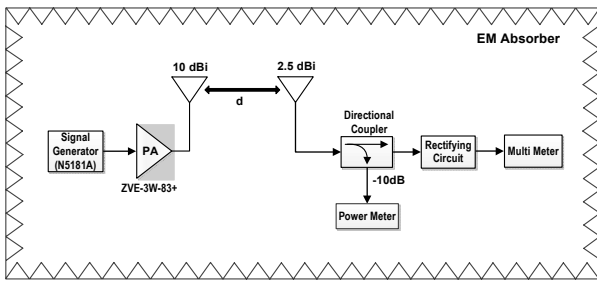 EM Absorber
10 dBi
2.5 dBi
d
Signal
Generator
(N5181A)
PA
ZVE-3W-83+
Directional
Coupler
-10dB
Rectifying
Circuit
Multi Meter
Power Meter